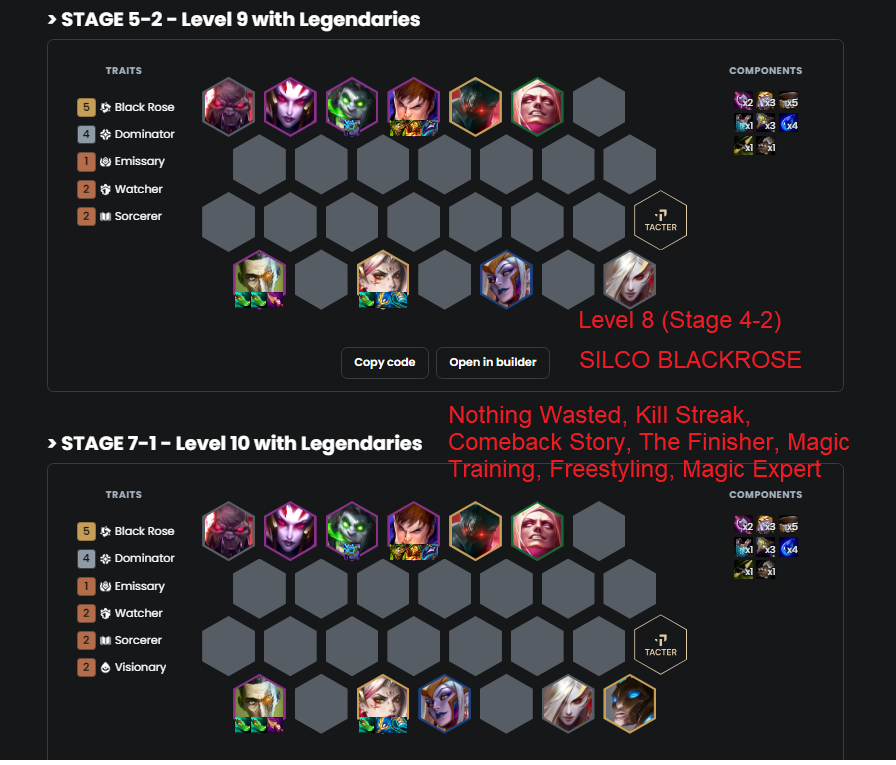 > STAGE 5-2 - Level 9 with Legendaries
TRAITS
COMPONENTS
5 Black Rose
4 Dominator
1 Emissary
2 Watcher
2 Sorcerer
x2 x3 x5
x1 x3 x4
x1 x1
TACTER
Level 8 (Stage 4-2)
Copy code
Open in builder
SILCO BLACKROSE
Nothing Wasted, Kill Streak,
Comeback Story, The Finisher, Magic
Training, Freestyling, Magic Expert
> STAGE 7-1 - Level 10 with Legendaries
TRAITS
COMPONENTS
5 Black Rose
4 Dominator
1 Emissary
2 Watcher
2 Sorcerer
2 Visionary
x2 x3 x5
x1 x3 x4
x1 x1
TACTER